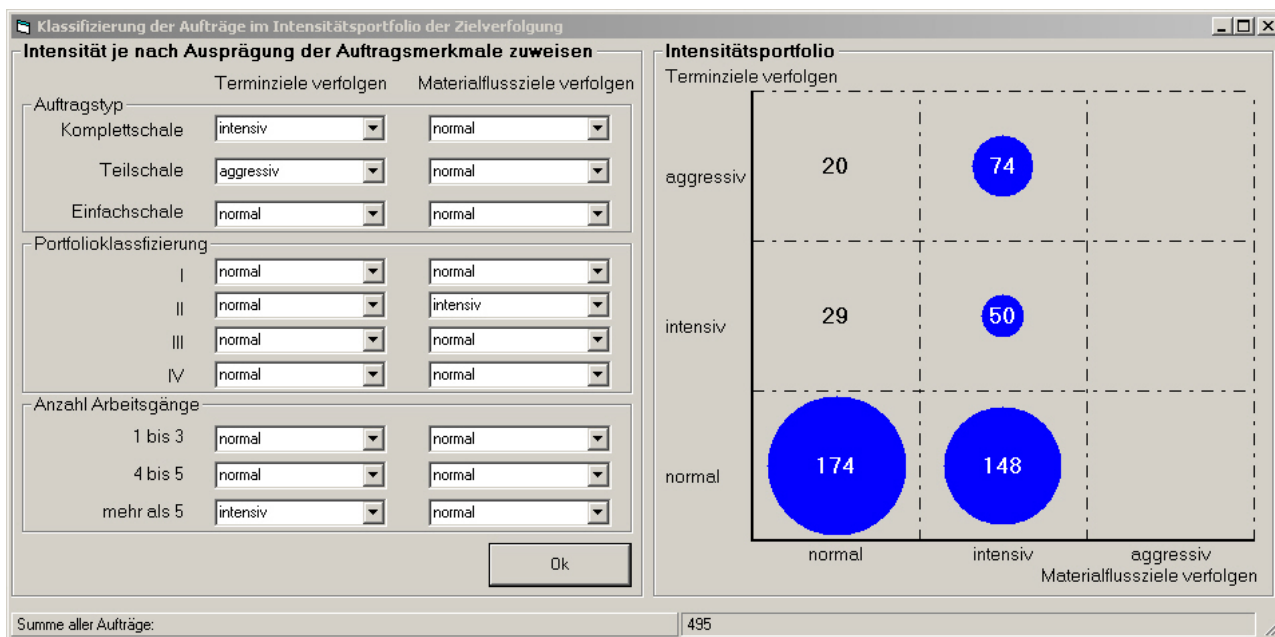 Klassifizierung der Aufträge im Intensitätsportfolio der Zielverfolgung
Intensität je nach Ausprägung der Auftragsmerkmale zuweisen
Terminziele verfolgen Materialflussziele verfolgen
Auftragstyp
Komplettschale intensiv normal
Teilschale aggressiv normal
Einfachschale normal normal
Portfolioklassfizierung
I normal normal
II normal intensiv
III normal normal
IV normal normal
Anzahl Arbeitsgänge
1 bis 3 normal normal
4 bis 5 normal normal
mehr als 5 intensiv normal
Ok
Intensitätsportfolio
Terminziele verfolgen
aggressiv 20 74
intensiv 29 50
normal 174 148
normal intensiv aggressiv
Materialflussziele verfolgen
Summe aller Aufträge: 495